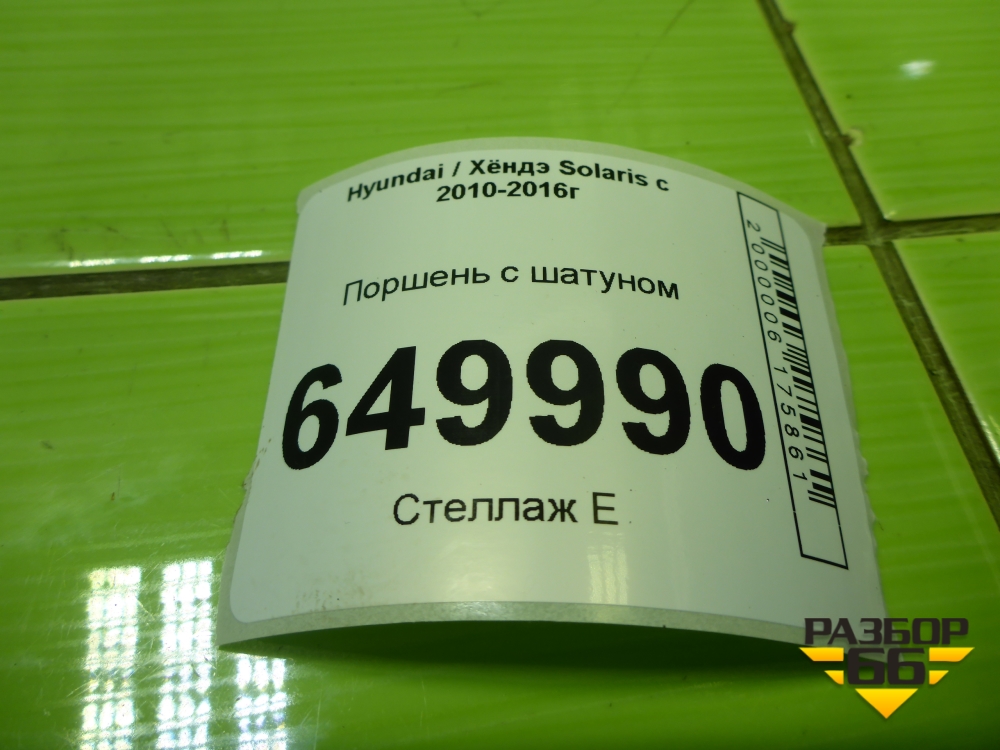 Hyundai / Хёндэ Solaris с
2010-2016г
Поршень с шатуном
649990
Стеллаж Е
2000006175861
РАЗБОР
66